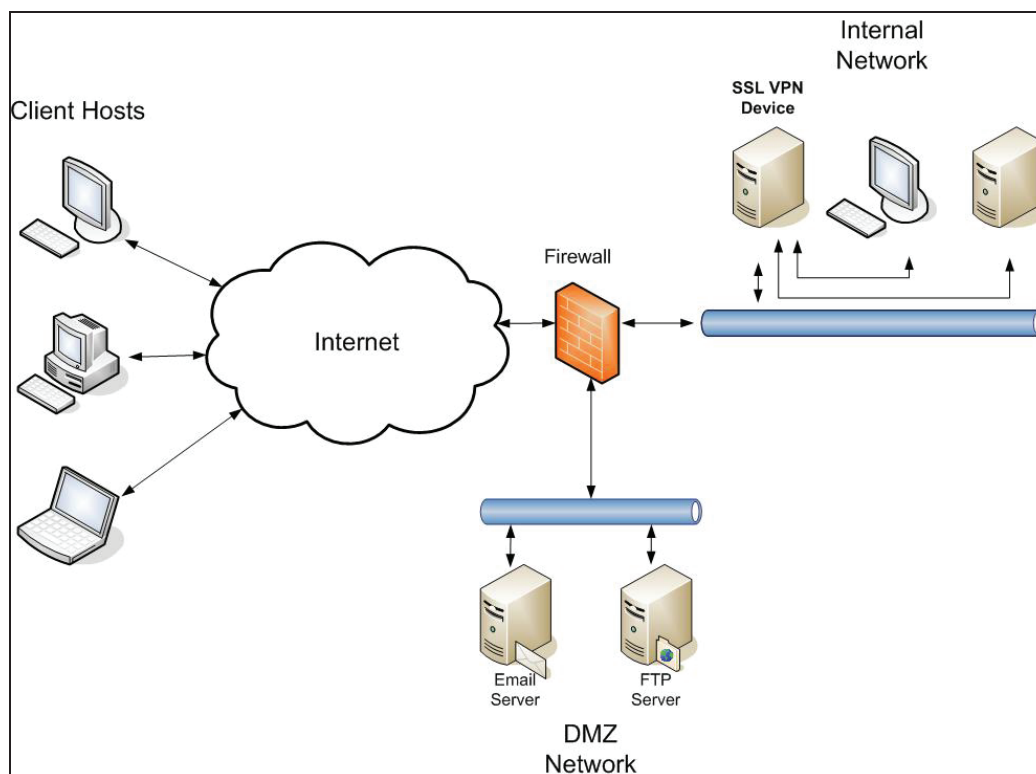 Internal
Network
SSL VPN
Device
Client Hosts
Firewall
Internet
Email
Server
FTP
Server
DMZ
Network